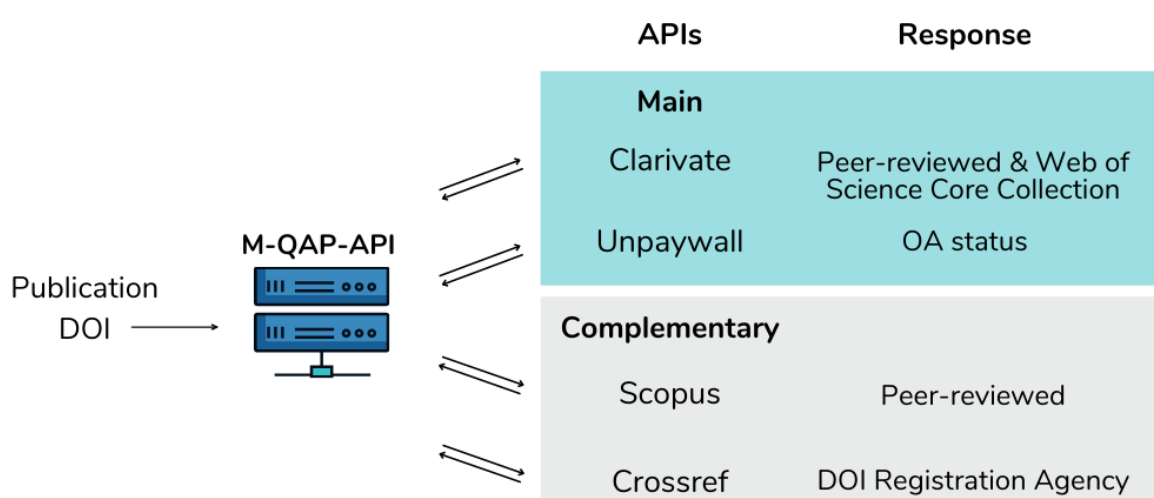 APIs Response
Main
Clarivate Peer-reviewed & Web of
Science Core Collection
M-QAP-API
Unpaywall OA status
Publication
DOI
Complementary
Scopus Peer-reviewed
Crossref DOI Registration Agency